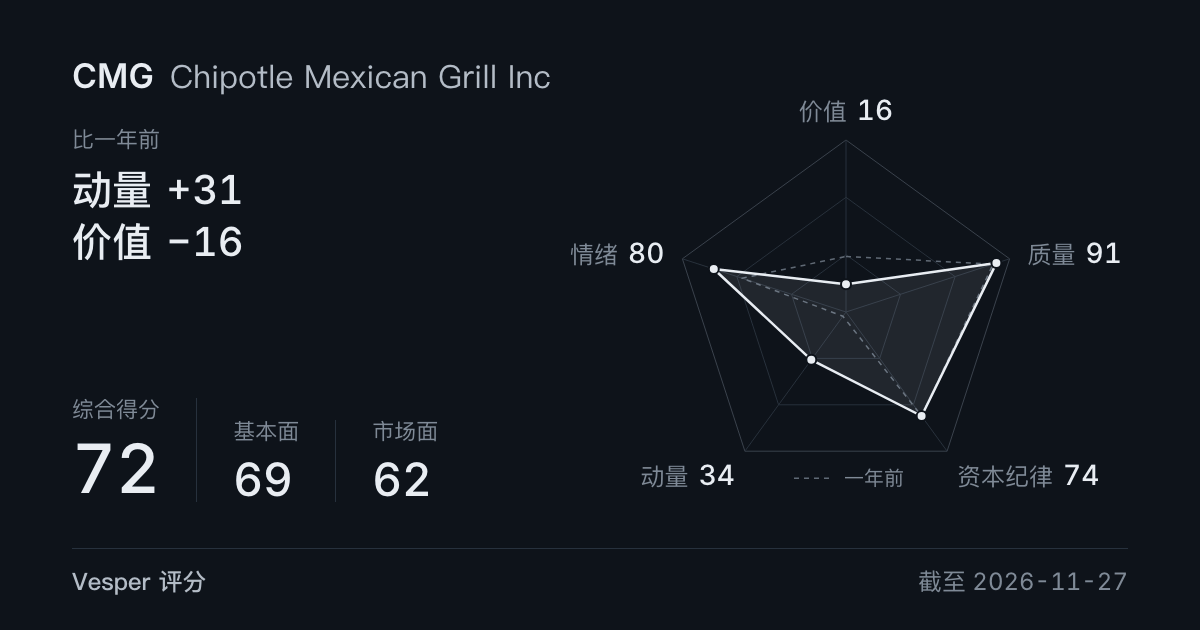 CMG Chipotle Mexican Grill Inc
比一年前
动量 +31
价值 −16
价值 16
情绪 80
质量 91
动量 34
一年前
资本纪律 74
综合得分
72
基本面
69
市场面
62
Vesper 评分
截至 2026-11-27